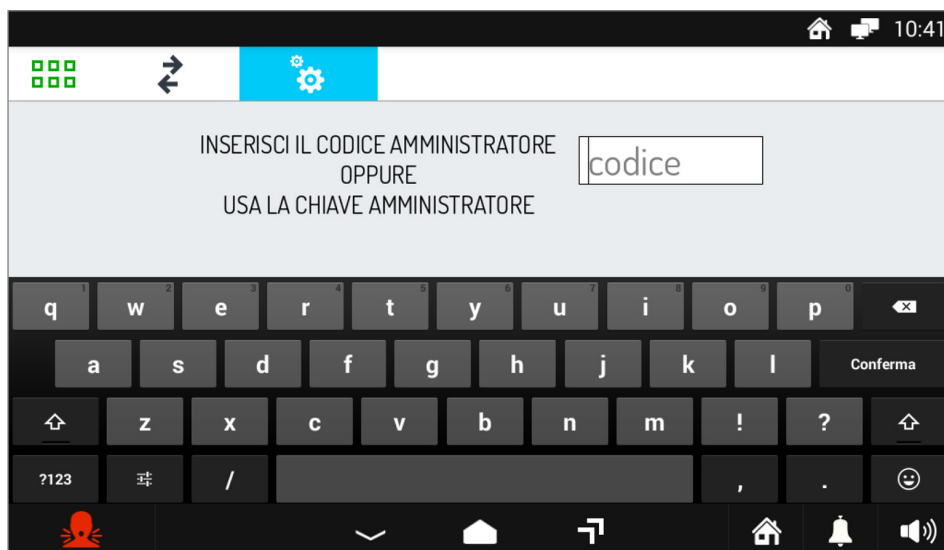 10:41
INSERISCI IL CODICE AMMINISTRATORE
OPPURE
USA LA CHIAVE AMMINISTRATORE
codice
1 2 3 4 5 6 7 8 9 0
q w e r t y u i o p
a s d f g h j k l Conferma
z x c v b n m ! ?
?123 / , .